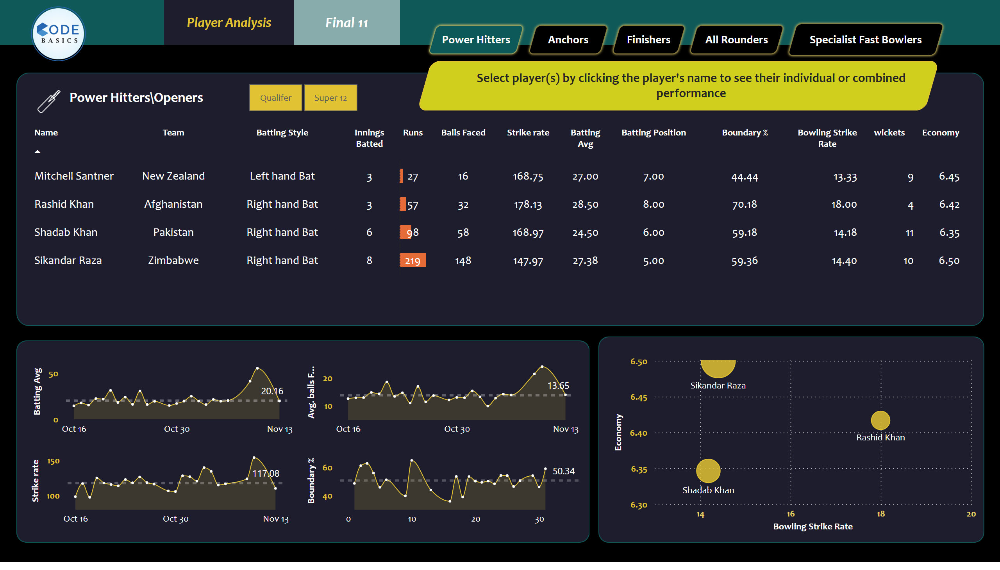 CODE
BASICS
Player Analysis
Final 11
Power Hitters
Anchors
Finishers
All Rounders
Specialist Fast Bowlers
Select player(s) by clicking the player's name to see their individual or combined
performance
Power Hitters\Openers
Qualifer
Super 12
Name Team Batting Style Innings Batted Runs Balls Faced Strike rate Batting Avg Batting Position Boundary % Bowling Strike Rate wickets Economy
Mitchell Santner New Zealand Left hand Bat 3 27 16 168.75 27.00 7.00 44.44 13.33 9 6.45
Rashid Khan Afghanistan Right hand Bat 3 57 32 178.13 28.50 8.00 70.18 18.00 4 6.42
Shadab Khan Pakistan Right hand Bat 6 98 58 168.97 24.50 6.00 59.18 14.18 11 6.35
Sikandar Raza Zimbabwe Right hand Bat 8 219 148 147.97 27.38 5.00 59.36 14.40 10 6.50
Batting Avg
50
0
20.16
Oct 16 Oct 30 Nov 13
Avg. balls F...
20
10
13.65
Oct 16 Oct 30 Nov 13
Strike rate
150
100
117.08
Oct 16 Oct 30 Nov 13
Boundary %
60
40
50.34
0 10 20 30
Economy
6.50
6.45
6.40
6.35
6.30
Sikandar Raza
Rashid Khan
Shadab Khan
14 16 18 20
Bowling Strike Rate